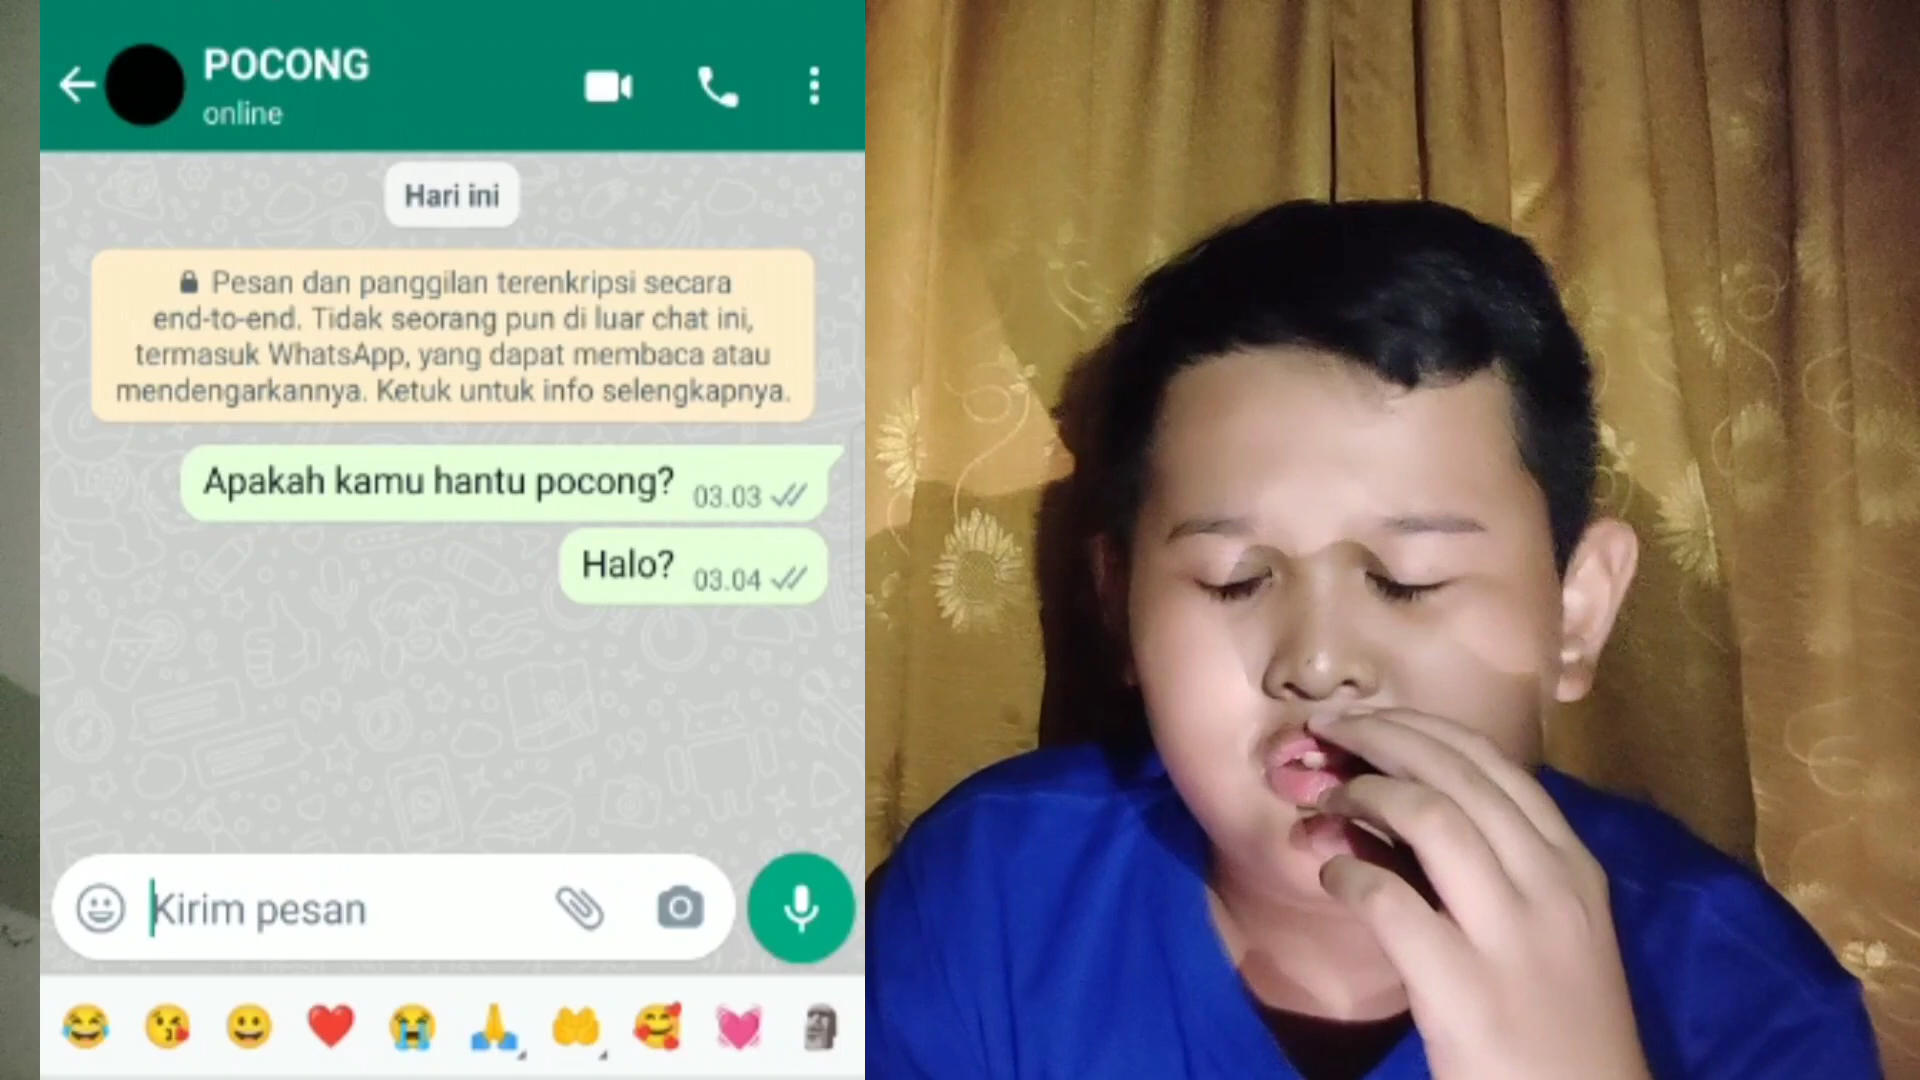 POCONG
online
Hari ini
Pesan dan panggilan terenkripsi secara
end-to-end. Tidak seorang pun di luar chat ini,
termasuk WhatsApp, yang dapat membaca atau
mendengarkannya. Ketuk untuk info selengkapnya.
Apakah kamu hantu pocong? 03.03
Halo? 03.04
Kirim pesan